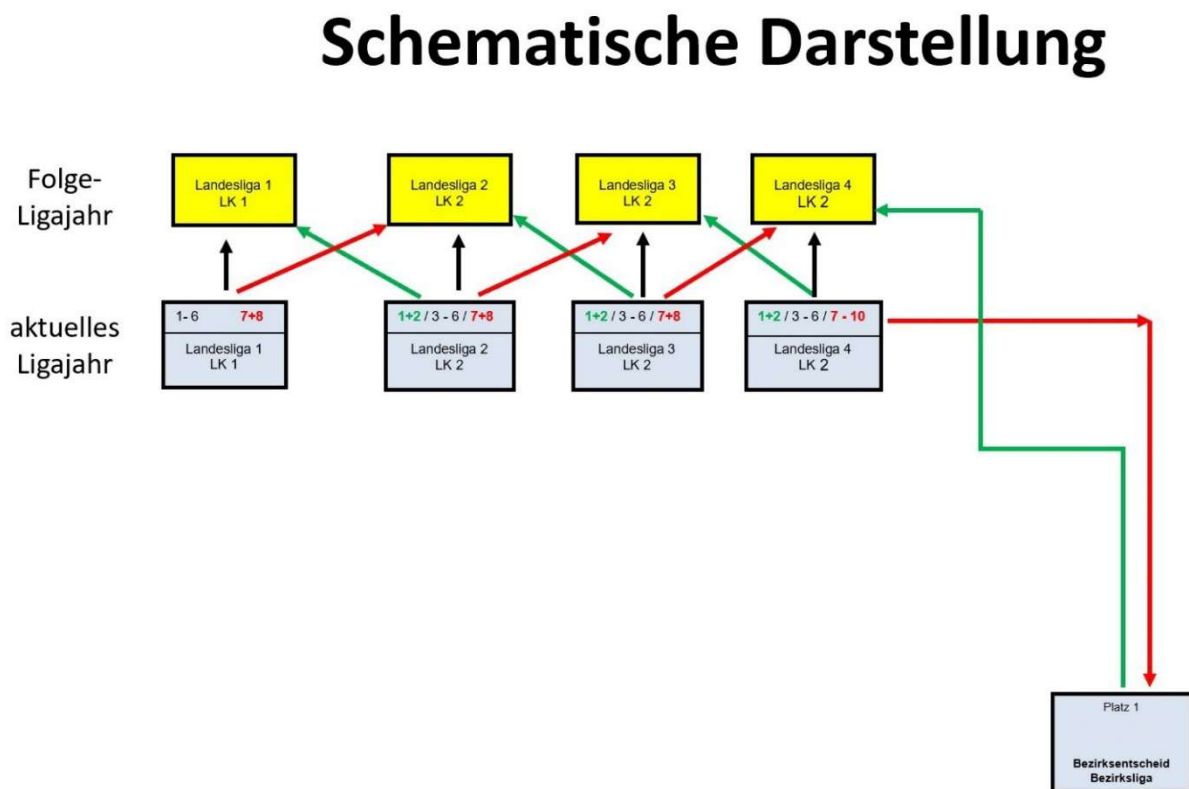 Schematische Darstellung
Folge-
Ligajahr
Landesliga 1
LK 1
Landesliga 2
LK 2
Landesliga 3
LK 2
Landesliga 4
LK 2
aktuelles
Ligajahr
1- 6 7+8
Landesliga 1
LK 1
1+2 / 3 - 6 / 7+8
Landesliga 2
LK 2
1+2 / 3 - 6 / 7+8
Landesliga 3
LK 2
1+2 / 3 - 6 / 7 - 10
Landesliga 4
LK 2
Platz 1
Bezirksentscheid
Bezirksliga